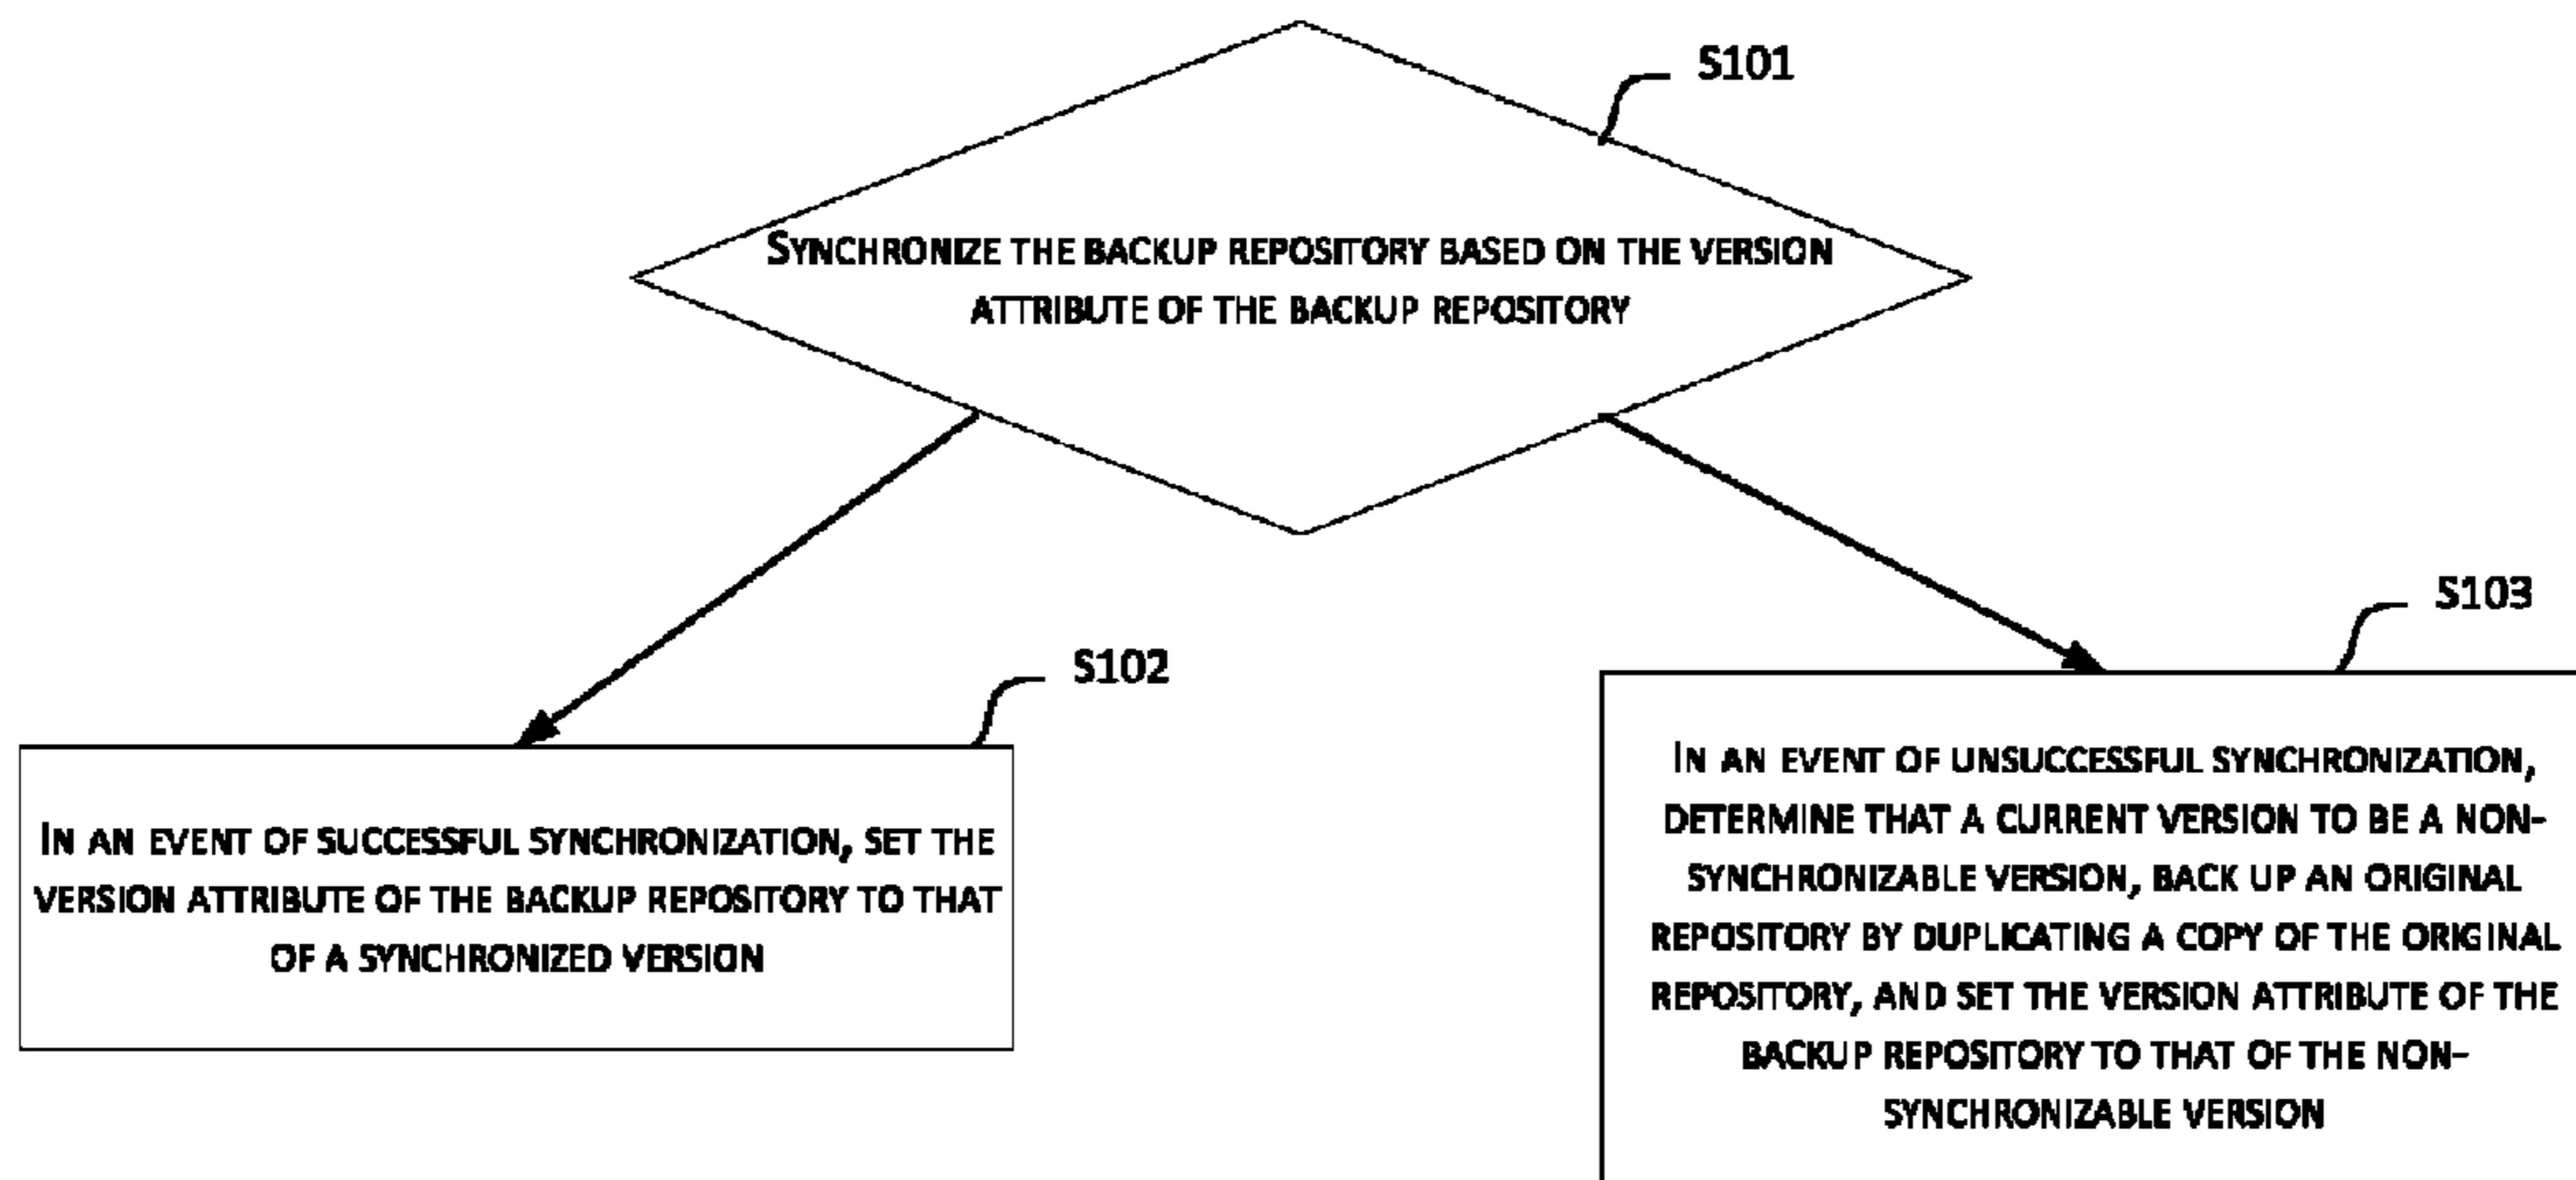 S101
SYNCHRONIZE THE BACKUP REPOSITORY BASED ON THE VERSION
ATTRIBUTE OF THE BACKUP REPOSITORY
S102
IN AN EVENT OF SUCCESSFUL SYNCHRONIZATION, SET THE
VERSION ATTRIBUTE OF THE BACKUP REPOSITORY TO THAT
OF A SYNCHRONIZED VERSION
S103
IN AN EVENT OF UNSUCCESSFUL SYNCHRONIZATION,
DETERMINE THAT A CURRENT VERSION TO BE A NON-
SYNCHRONIZABLE VERSION, BACK UP AN ORIGINAL
REPOSITORY BY DUPLICATING A COPY OF THE ORIGINAL
REPOSITORY, AND SET THE VERSION ATTRIBUTE OF THE
BACKUP REPOSITORY TO THAT OF THE NON-
SYNCHRONIZABLE VERSION